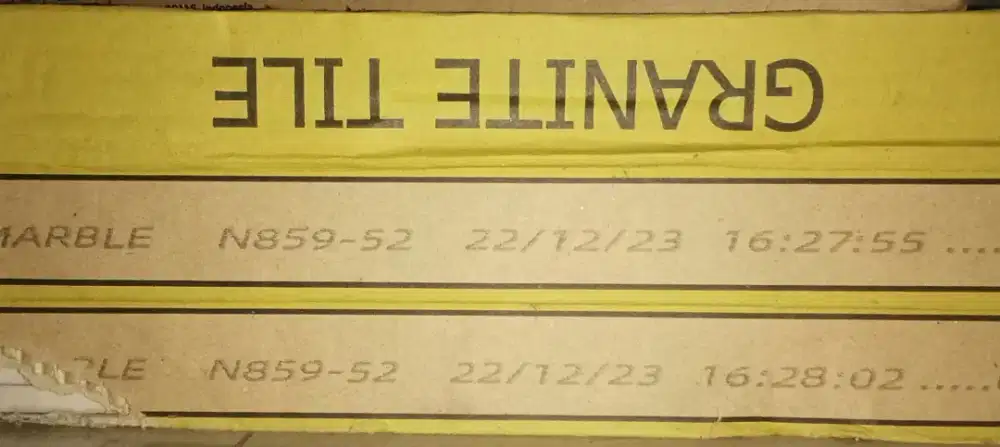 Indonesia
GRANITE TILE
MARBLE N859-52 22/12/23 16:27:55 ....
N859-52 22/12/23 16:28:02 .....